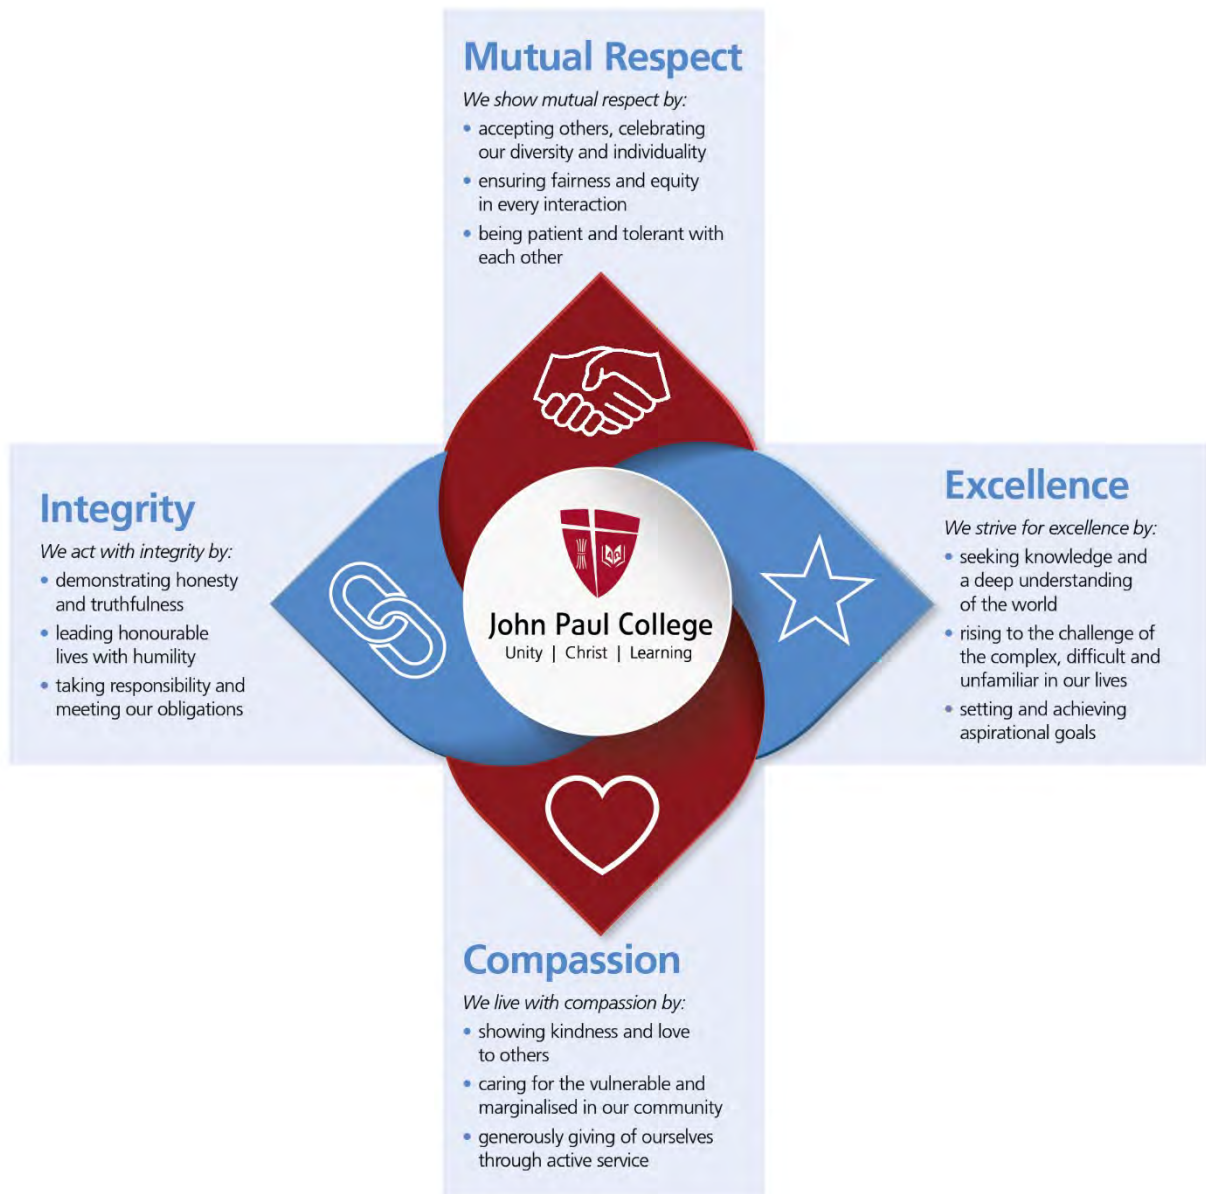 Mutual Respect
We show mutual respect by:
• accepting others, celebrating
our diversity and individuality
• ensuring fairness and equity
in every interaction
• being patient and tolerant with
each other
Integrity
We act with integrity by:
• demonstrating honesty
and truthfulness
• leading honourable
lives with humility
• taking responsibility and
meeting our obligations
John Paul College
Unity | Christ | Learning
Excellence
We strive for excellence by:
• seeking knowledge and
a deep understanding
of the world
• rising to the challenge of
the complex, difficult and
unfamiliar in our lives
• setting and achieving
aspirational goals
Compassion
We live with compassion by:
• showing kindness and love
to others
• caring for the vulnerable and
marginalised in our community
• generously giving of ourselves
through active service